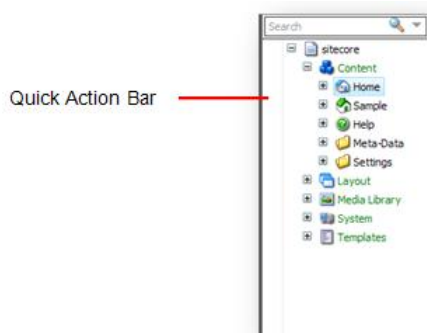 Search
sitecore
Content
Quick Action Bar
Home
Sample
Help
Meta-Data
Settings
Layout
Media Library
System
Templates